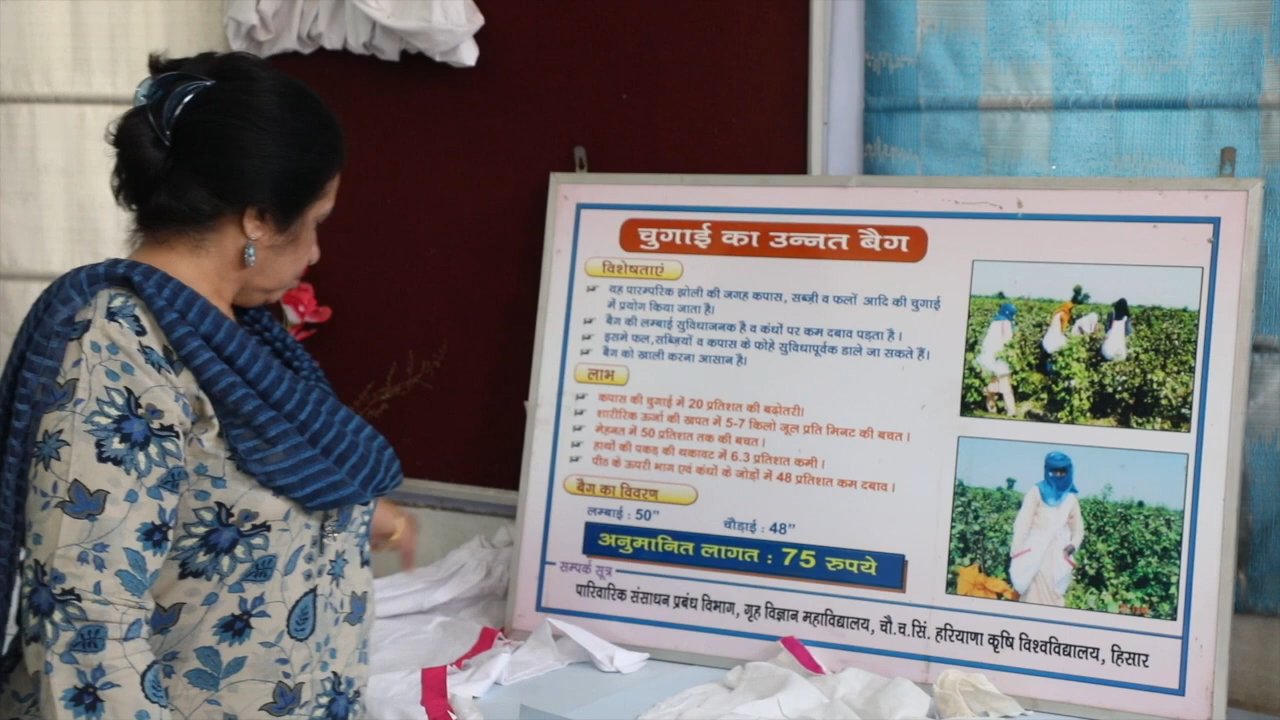 चुगाई का उन्नत बैग
विशेषताएं
यह पारम्परिक झोली की जगह कपास, सब्ज़ी व फलों आदि की चुगाई
में प्रयोग किया जाता है।
बैग की लम्बाई सुविधाजनक है व कंधों पर कम दबाव पड़ता है।
इसमे फल,सब्जियों व कपास के फोहे सुविधापूर्वक डाले जा सकते हैं।
बैग को खाली करना आसान है।
लाभ
कपास की चुगाई में 20 प्रतिशत की बढ़ोतरी।
शारीरिक ऊर्जा की खपत में 5-7 किलो जूल प्रति मिनट की बचत।
मेहनत में 50 प्रतिशत तक की बचत।
हाथों की पकड़ की थकावट में 6.3 प्रतिशत कमी।
पीठ के ऊपरी भाग एवं कंधों के जोड़ों में 48 प्रतिशत कम दबाव।
बैग का विवरण
लम्बाई : 50" चौड़ाई : 48"
अनुमानित लागत : 75 रुपये
सम्पर्क सूत्र
पारिवारिक संसाधन प्रबंध विभाग, गृह विज्ञान महाविद्यालय, चौ.च.सिं. हरियाणा कृषि विश्वविद्यालय, हिसार